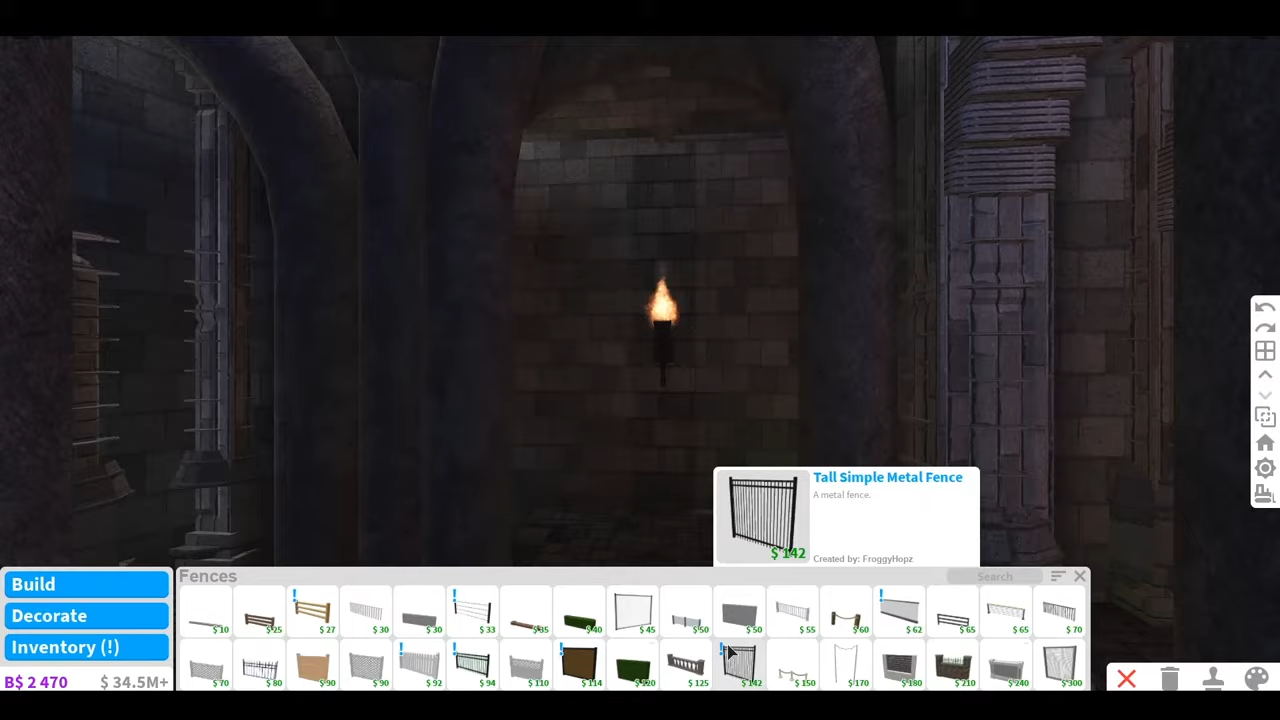 Tall Simple Metal Fence
A metal fence.
$ 142
Created by: FroggyHopz
Build
Decorate
Inventory (!)
B$ 2 470
$ 34.5M+
Fences
Search
$ 10
$ 25
! $ 27
$ 30
$ 30
! $ 33
$ 35
$ 40
$ 45
$ 50
$ 50
$ 55
$ 60
! $ 62
$ 65
$ 65
$ 70
$ 70
$ 80
$ 90
$ 90
! $ 92
! $ 94
$ 110
! $ 114
$ 120
$ 125
! $ 142
$ 150
$ 170
$ 180
$ 210
$ 240
$ 300